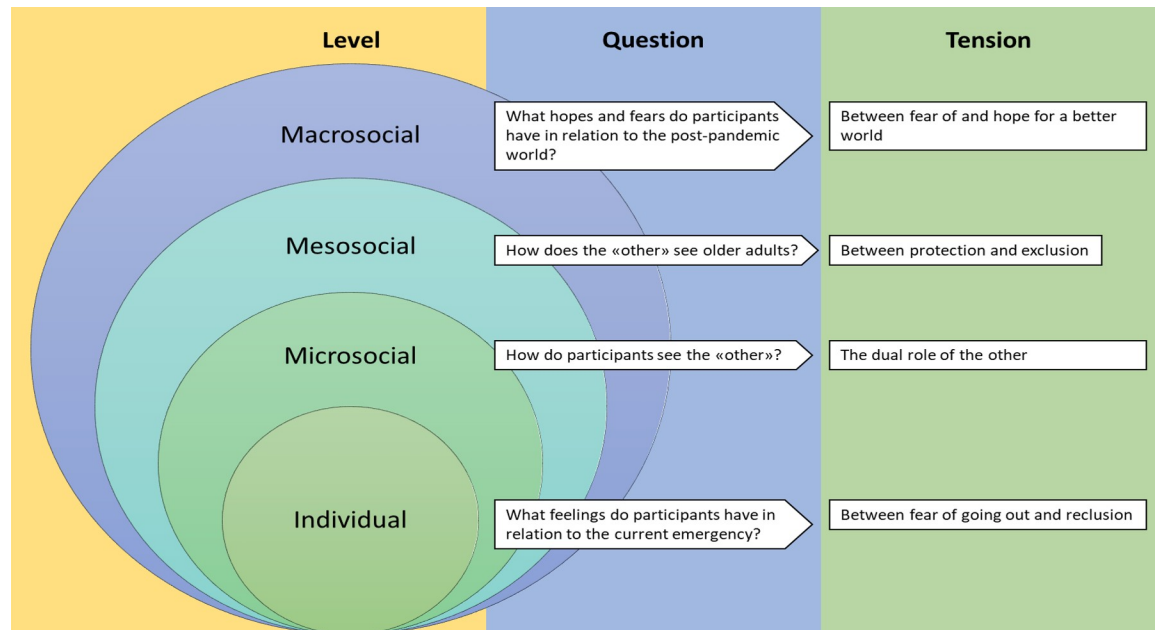 Level
Question
Tension
Macrosocial
What hopes and fears do participants
have in relation to the post-pandemic
world?
Between fear of and hope for a better
world
Mesosocial
How does the «other» see older adults?
Between protection and exclusion
Microsocial
How do participants see the «other»?
The dual role of the other
Individual
What feelings do participants have in
relation to the current emergency?
Between fear of going out and reclusion